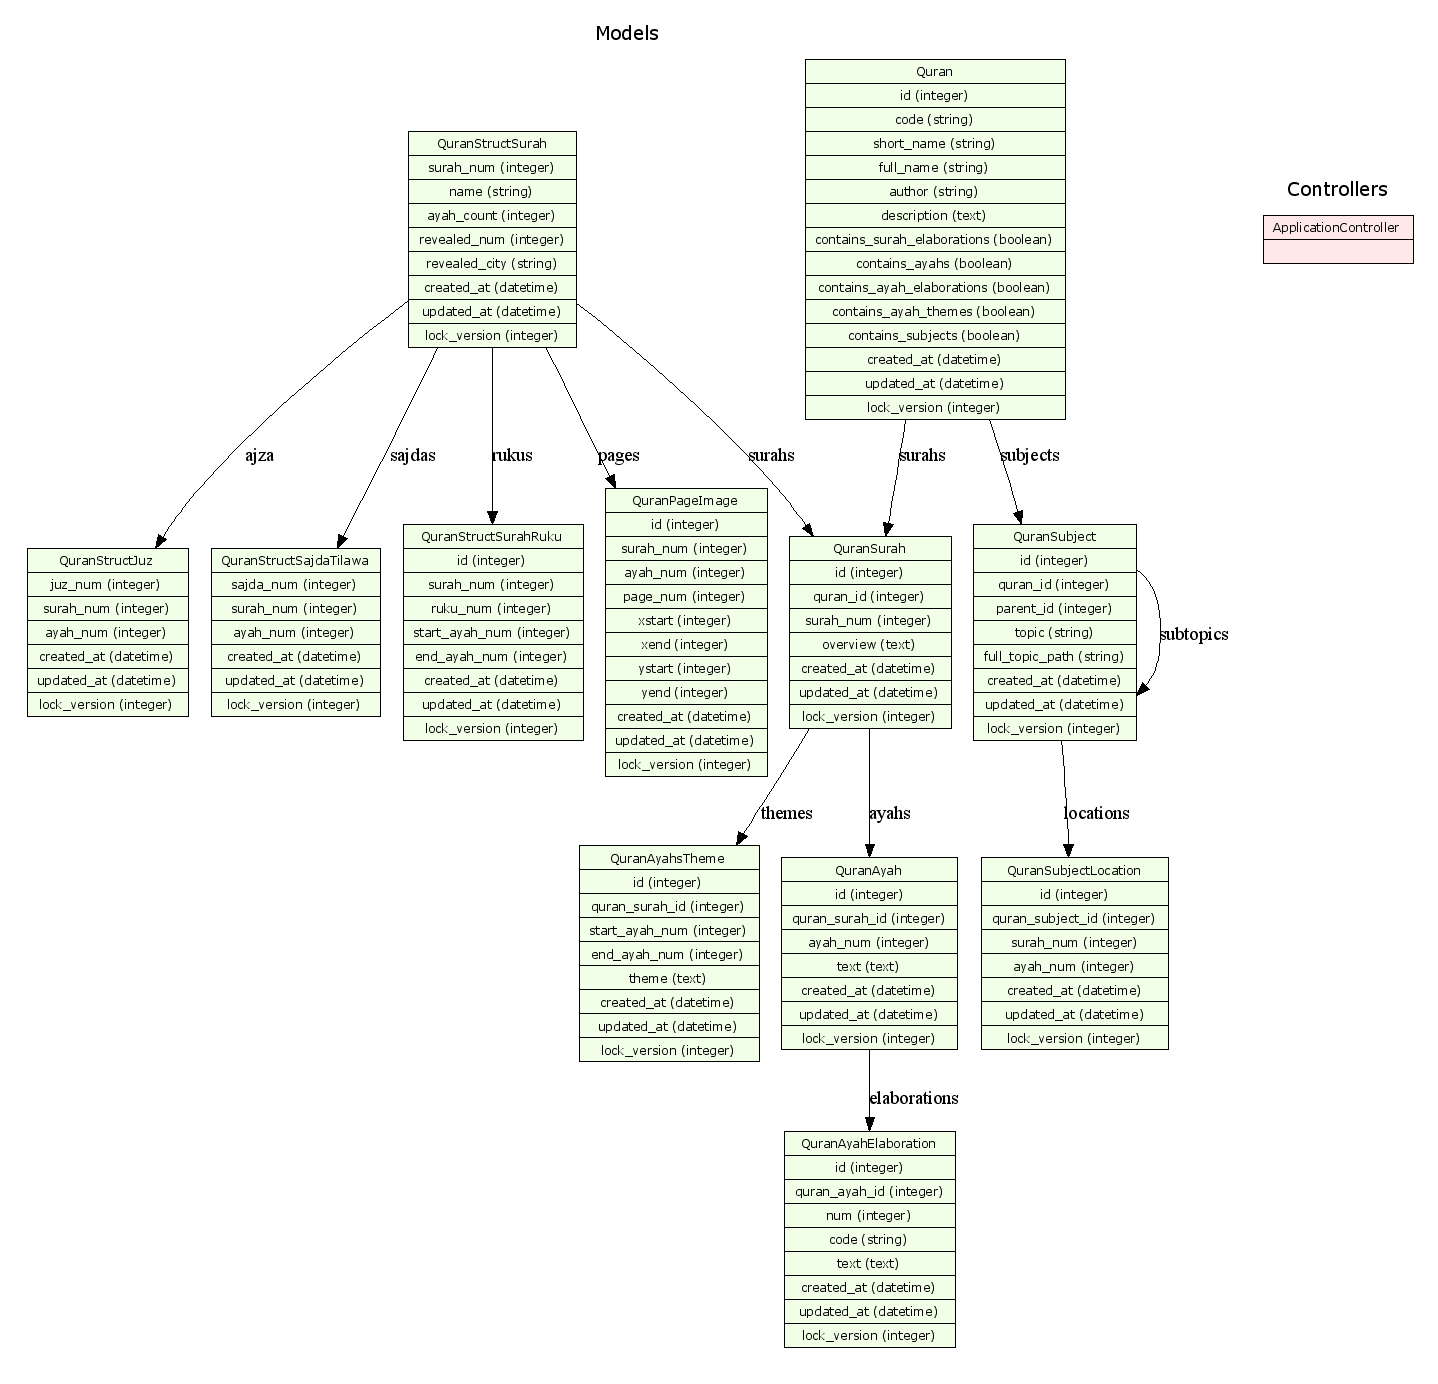 Models
Quran
id (integer)
code (string)
short_name (string)
full_name (string)
author (string)
description (text)
contains_surah_elaborations (boolean)
contains_ayahs (boolean)
contains_ayah_elaborations (boolean)
contains_ayah_themes (boolean)
contains_subjects (boolean)
created_at (datetime)
updated_at (datetime)
lock_version (integer)
QuranStructSurah
surah_num (integer)
name (string)
ayah_count (integer)
revealed_num (integer)
revealed_city (string)
created_at (datetime)
updated_at (datetime)
lock_version (integer)
Controllers
ApplicationController
ajza
sajdas
rukus
pages
surahs
surahs
subjects
QuranStructJuz
juz_num (integer)
surah_num (integer)
ayah_num (integer)
created_at (datetime)
updated_at (datetime)
lock_version (integer)
QuranStructSajdaTilawa
sajda_num (integer)
surah_num (integer)
ayah_num (integer)
created_at (datetime)
updated_at (datetime)
lock_version (integer)
QuranStructSurahRuku
id (integer)
surah_num (integer)
ruku_num (integer)
start_ayah_num (integer)
end_ayah_num (integer)
created_at (datetime)
updated_at (datetime)
lock_version (integer)
QuranPageImage
id (integer)
surah_num (integer)
ayah_num (integer)
page_num (integer)
xstart (integer)
xend (integer)
ystart (integer)
yend (integer)
created_at (datetime)
updated_at (datetime)
lock_version (integer)
QuranSurah
id (integer)
quran_id (integer)
surah_num (integer)
overview (text)
created_at (datetime)
updated_at (datetime)
lock_version (integer)
QuranSubject
id (integer)
quran_id (integer)
parent_id (integer)
topic (string)
full_topic_path (string)
created_at (datetime)
updated_at (datetime)
lock_version (integer)
subtopics
themes
ayahs
locations
QuranAyahsTheme
id (integer)
quran_surah_id (integer)
start_ayah_num (integer)
end_ayah_num (integer)
theme (text)
created_at (datetime)
updated_at (datetime)
lock_version (integer)
QuranAyah
id (integer)
quran_surah_id (integer)
ayah_num (integer)
text (text)
created_at (datetime)
updated_at (datetime)
lock_version (integer)
QuranSubjectLocation
id (integer)
quran_subject_id (integer)
surah_num (integer)
ayah_num (integer)
created_at (datetime)
updated_at (datetime)
lock_version (integer)
elaborations
QuranAyahElaboration
id (integer)
quran_ayah_id (integer)
num (integer)
code (string)
text (text)
created_at (datetime)
updated_at (datetime)
lock_version (integer)